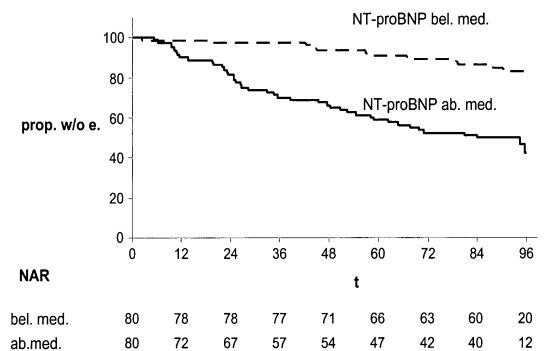 NT-proBNP bel. med.
100
80
NT-proBNP ab. med.
60
prop. w/o e.
40
20
0
0 12 24 36 48 60 72 84 96
NAR
t
bel. med. 80 78 78 77 71 66 63 60 20
ab.med. 80 72 67 57 54 47 42 40 12